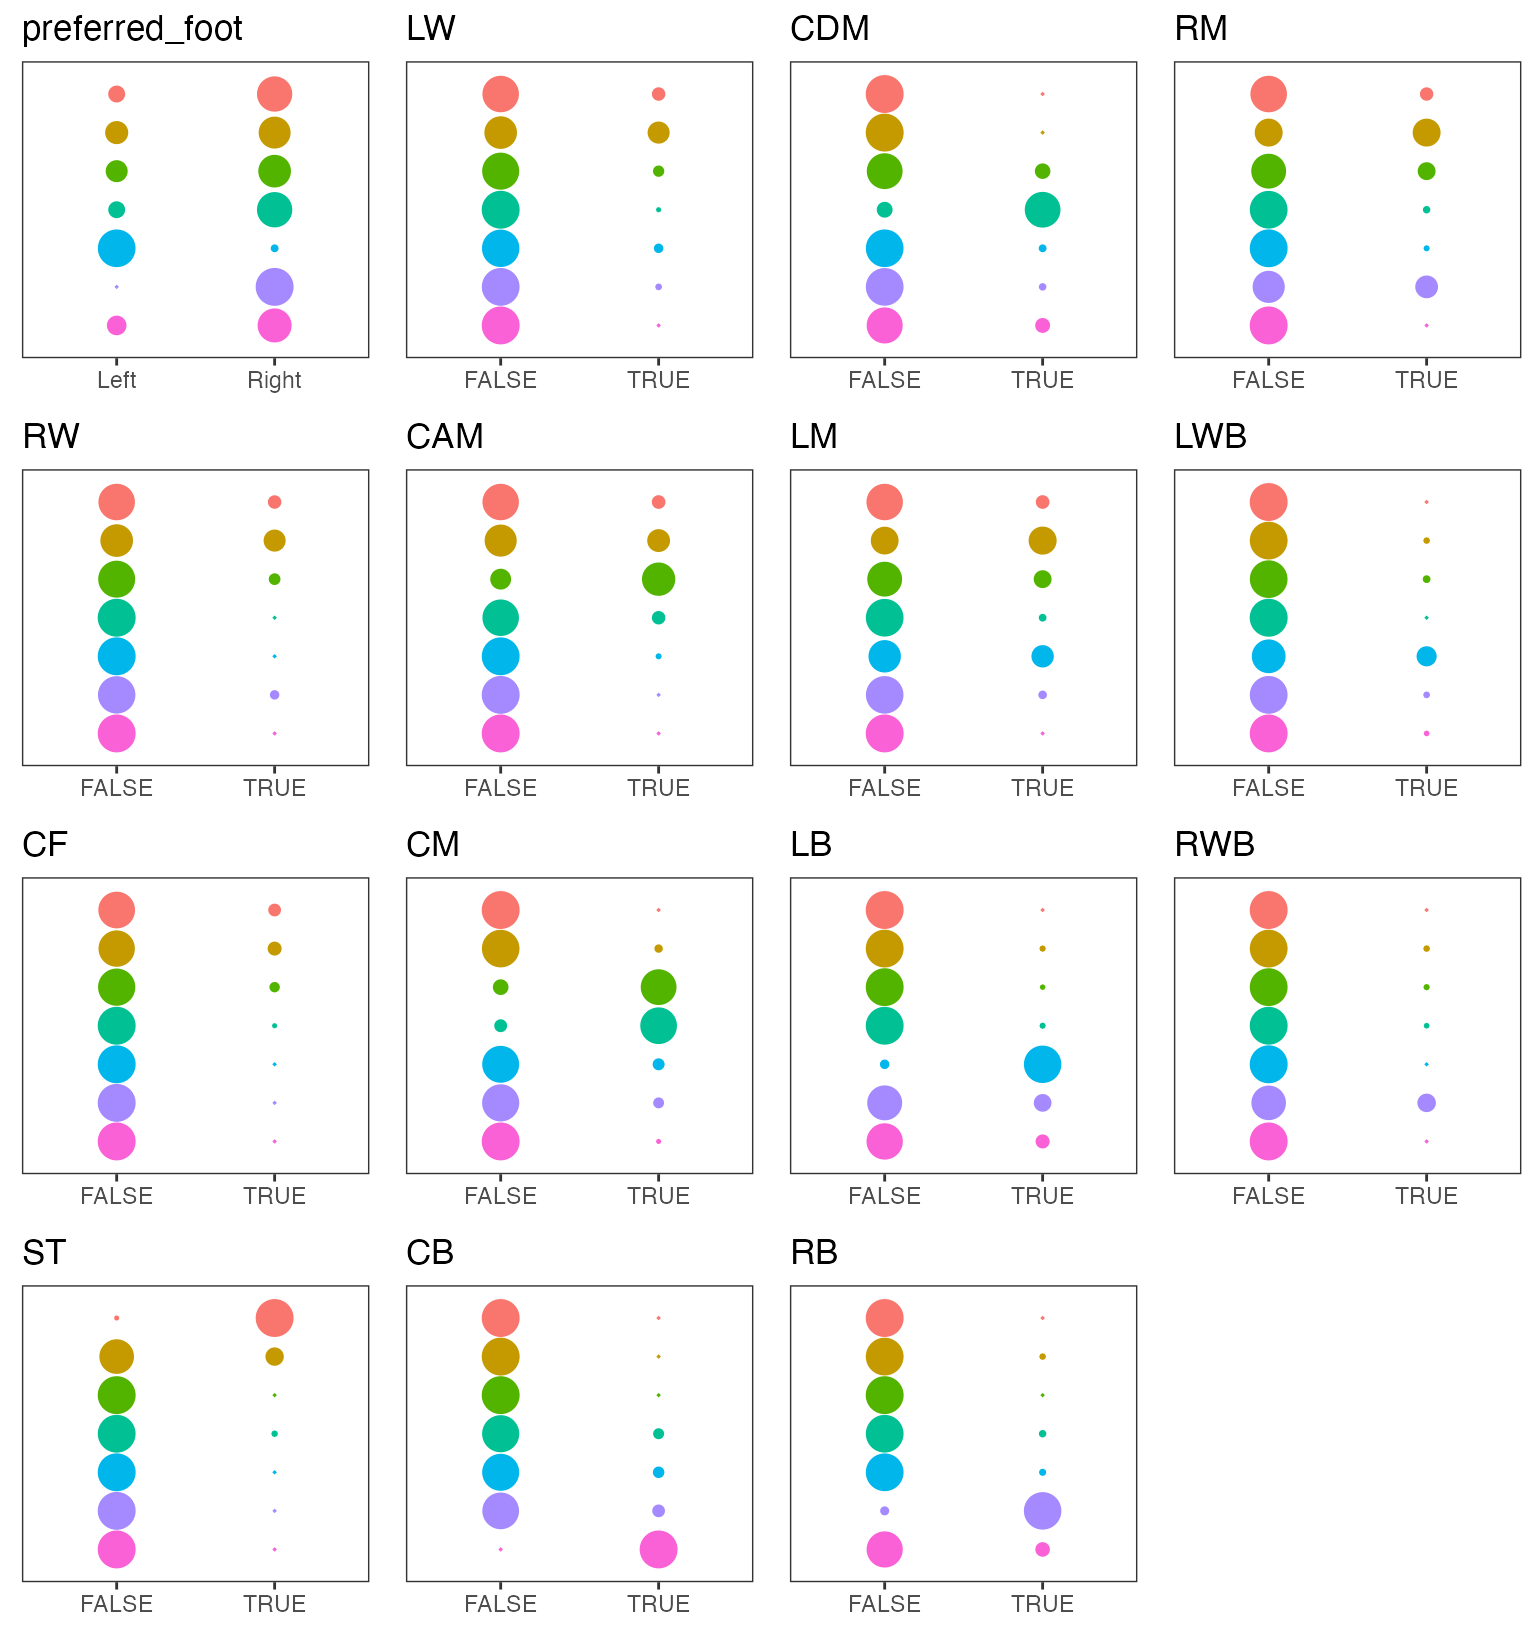 preferred_foot LW CDM RM
Left Right FALSE TRUE FALSE TRUE FALSE TRUE
RW CAM LM LWB
FALSE TRUE FALSE TRUE FALSE TRUE FALSE TRUE
CF CM LB RWB
FALSE TRUE FALSE TRUE FALSE TRUE FALSE TRUE
ST CB RB
FALSE TRUE FALSE TRUE FALSE TRUE